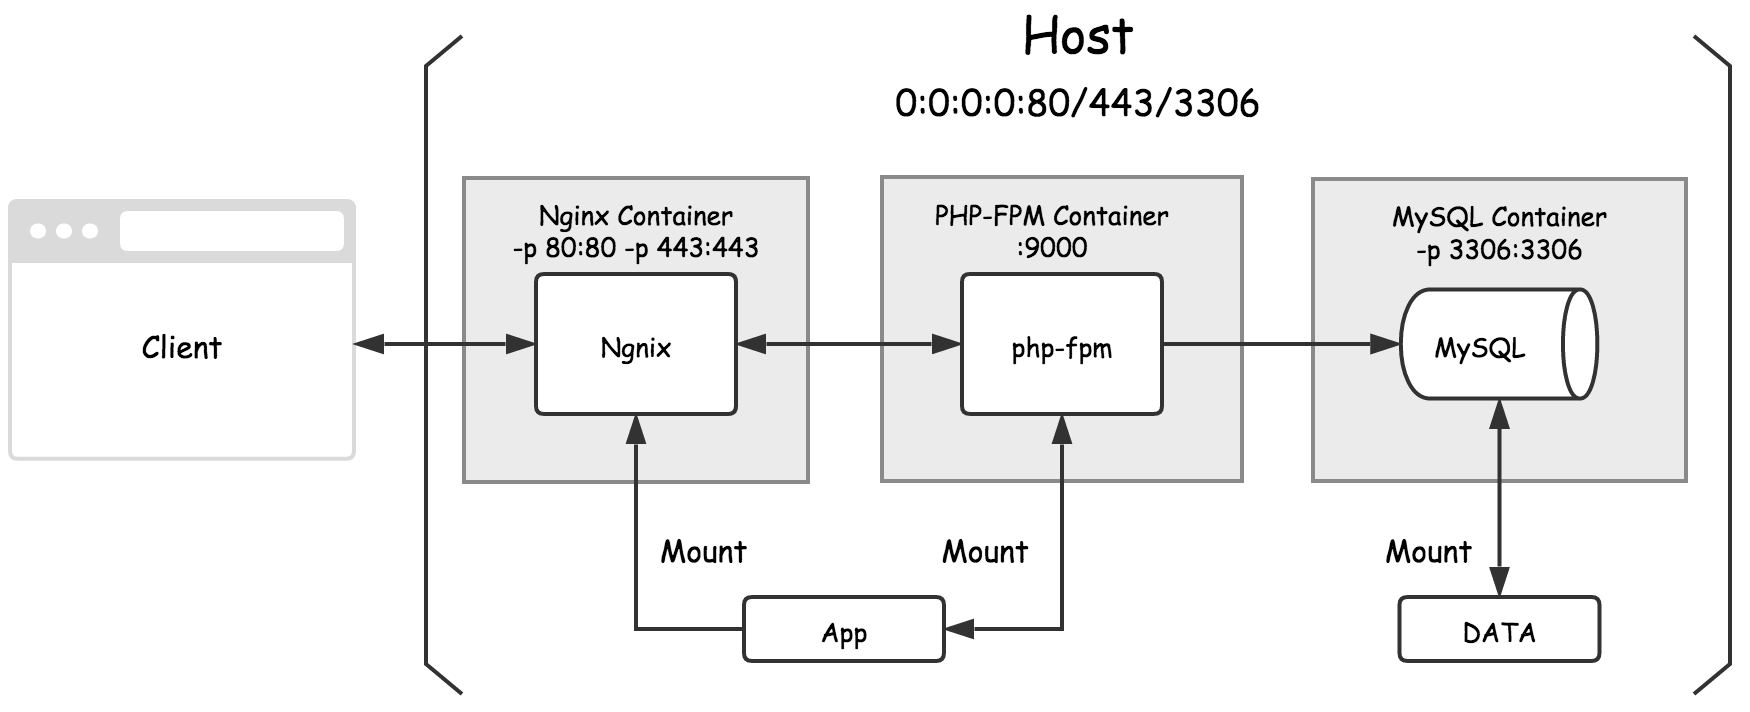 Host
0:0:0:0:80/443/3306
Nginx Container
-p 80:80 -p 443:443
PHP-FPM Container
:9000
MySQL Container
-p 3306:3306
Client
Ngnix
php-fpm
MySQL
Mount
Mount
Mount
App
DATA